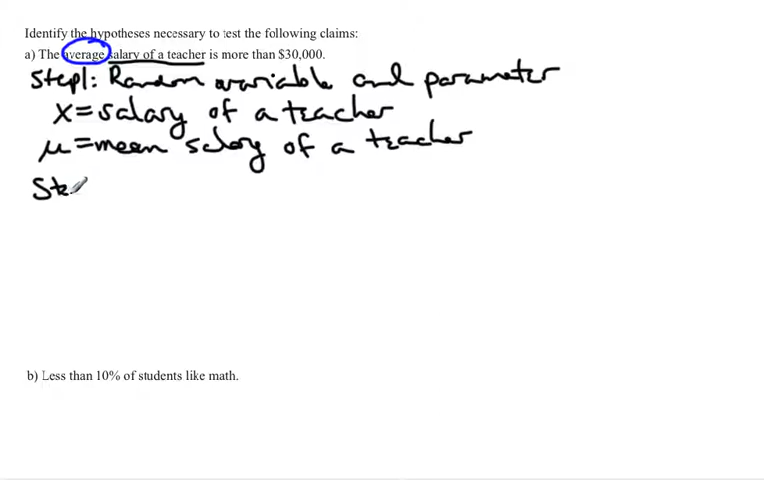 Identify the hypotheses necessary to test the following claims:
a) The average salary of a teacher is more than $30,000.
Step1: Random variable and parameter
x=salary of a teacher
μ=mean salary of a teacher
Ste
b) Less than 10% of students like math.